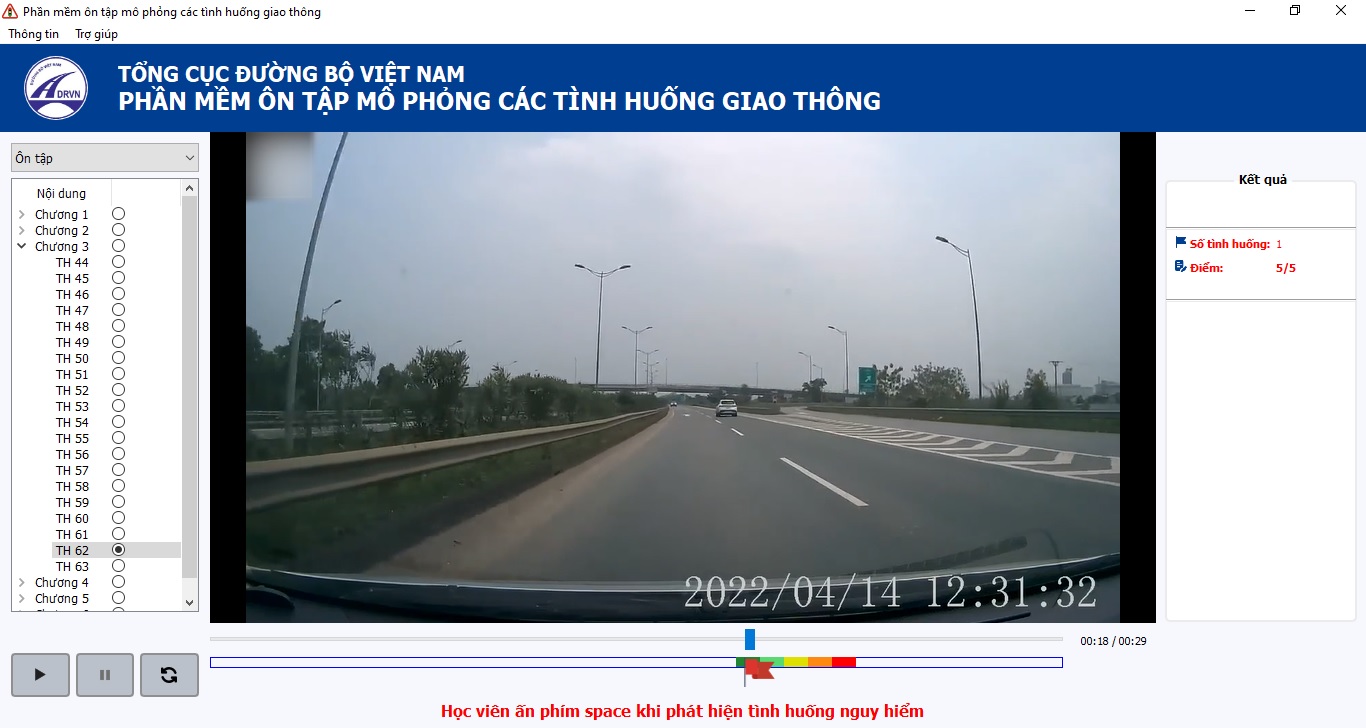 Phần mềm ôn tập mô phỏng các tình huống giao thông
Thông tin Trợ giúp
ĐƯỜNG BỘ VIỆT NAM
DRVN
TỔNG CỤC ĐƯỜNG BỘ VIỆT NAM
PHẦN MỀM ÔN TẬP MÔ PHỎNG CÁC TÌNH HUỐNG GIAO THÔNG
Ôn tập
Nội dung
Chương 1
Chương 2
Chương 3
TH 44
TH 45
TH 46
TH 47
TH 48
TH 49
TH 50
TH 51
TH 52
TH 53
TH 54
TH 55
TH 56
TH 57
TH 58
TH 59
TH 60
TH 61
TH 62
TH 63
Chương 4
Chương 5
2022/04/14 12:31:32
Kết quả
Số tình huống: 1
Điểm: 5/5
00:18 / 00:29
Học viên ấn phím space khi phát hiện tình huống nguy hiểm